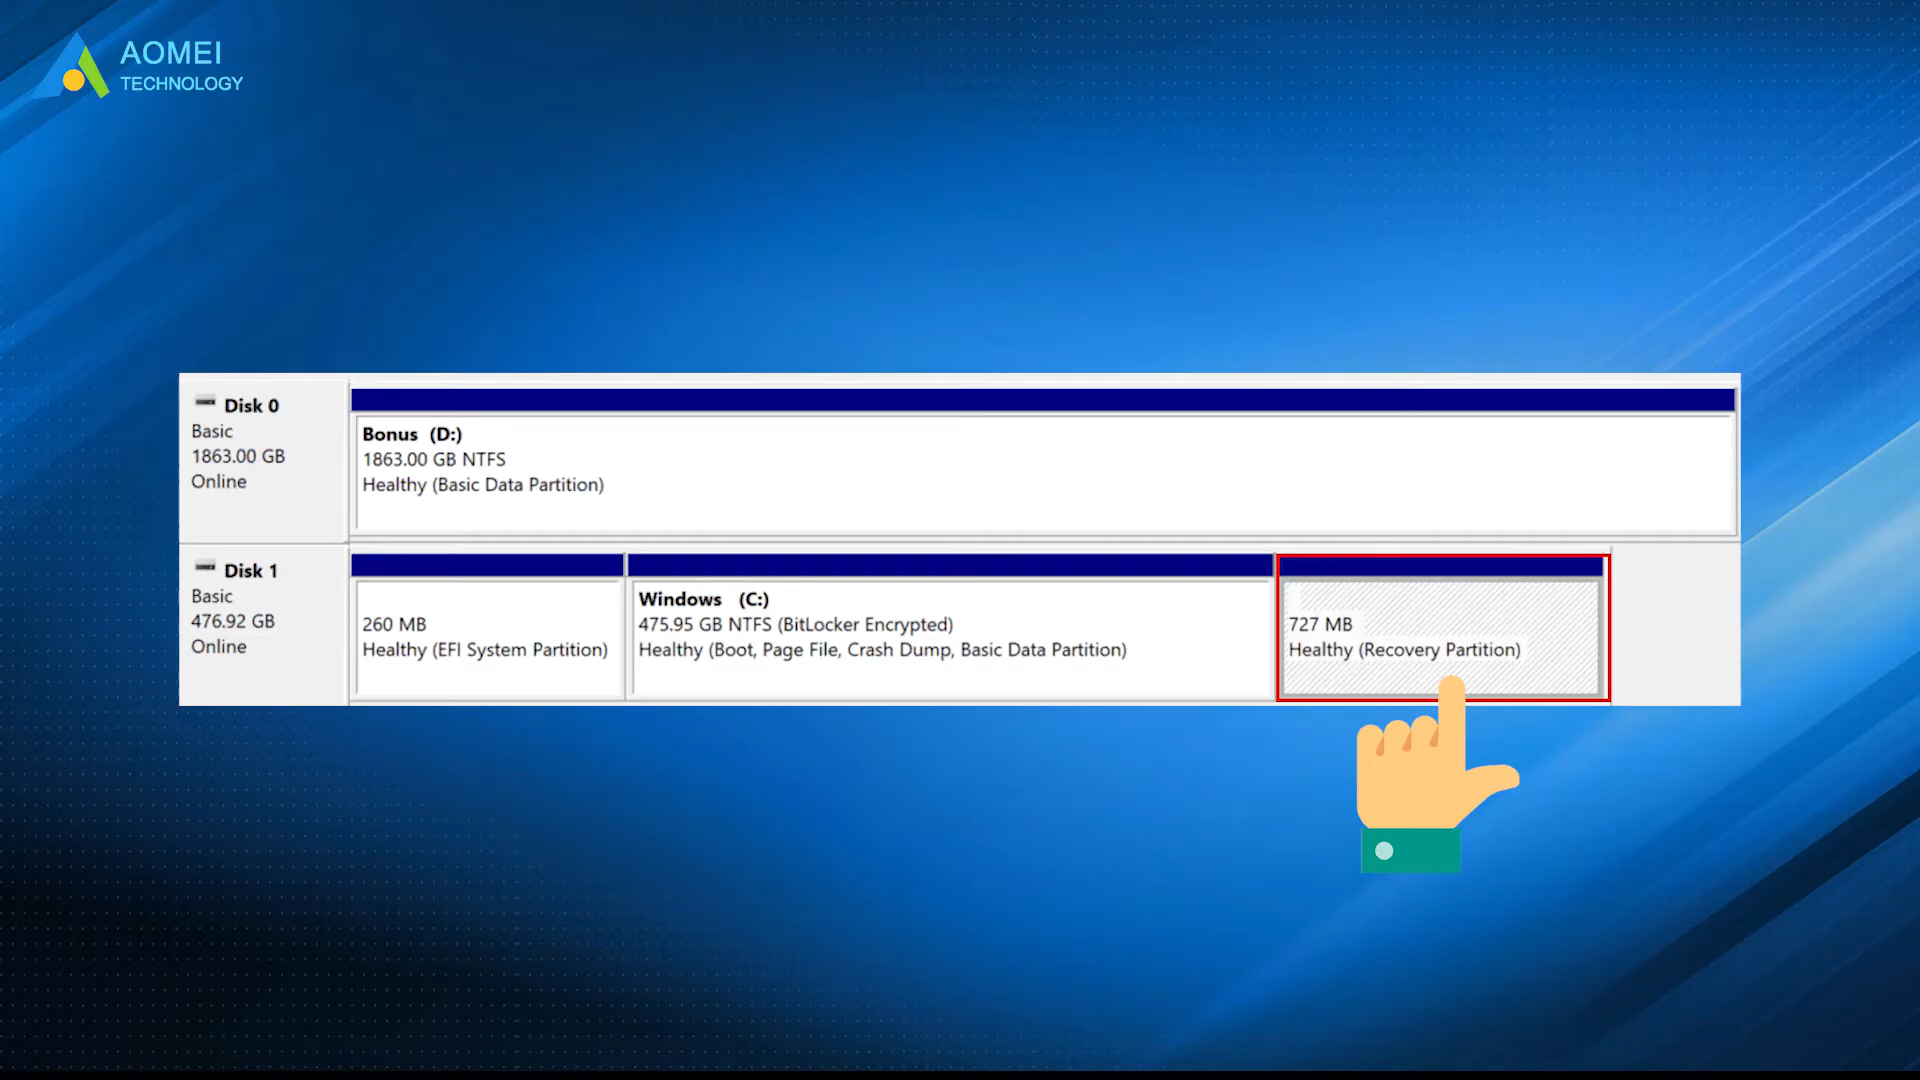 AOMEI
TECHNOLOGY
Disk 0
Basic
1863.00 GB
Online
Bonus (D:)
1863.00 GB NTFS
Healthy (Basic Data Partition)
Disk 1
Basic
476.92 GB
Online
260 MB
Healthy (EFI System Partition)
Windows (C:)
475.95 GB NTFS (BitLocker Encrypted)
Healthy (Boot, Page File, Crash Dump, Basic Data Partition)
727 MB
Healthy (Recovery Partition)